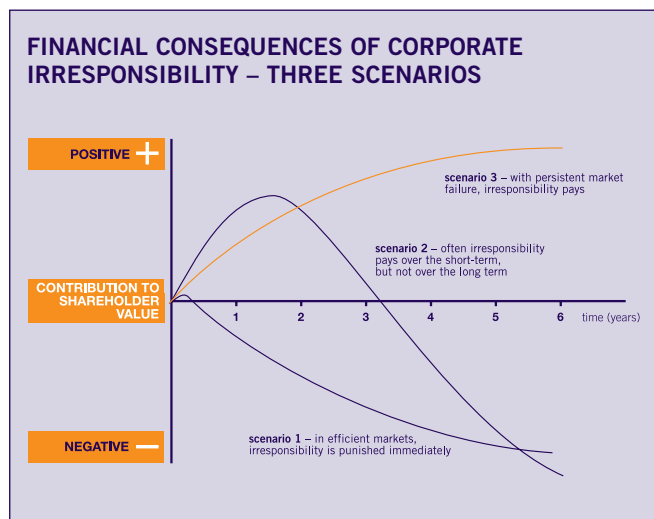 FINANCIAL CONSEQUENCES OF CORPORATE
IRRESPONSIBILITY – THREE SCENARIOS
POSITIVE +
scenario 3 – with persistent market
failure, irresponsibility pays
scenario 2 – often irresponsibility
pays over the short-term,
but not over the long term
CONTRIBUTION TO
SHAREHOLDER
VALUE
1 2 3 4 5 6 time (years)
scenario 1 – in efficient markets,
irresponsibility is punished immediately
NEGATIVE –